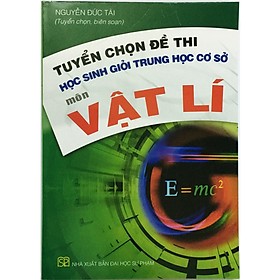 NGUYỄN ĐỨC TÀI
(Tuyển chọn, biên soạn)
TUYỂN CHỌN ĐỀ THI
HỌC SINH GIỎI TRUNG HỌC CƠ SỞ
môn
VẬT LÍ
E=mc²
NHÀ XUẤT BẢN ĐẠI HỌC SƯ PHẠM